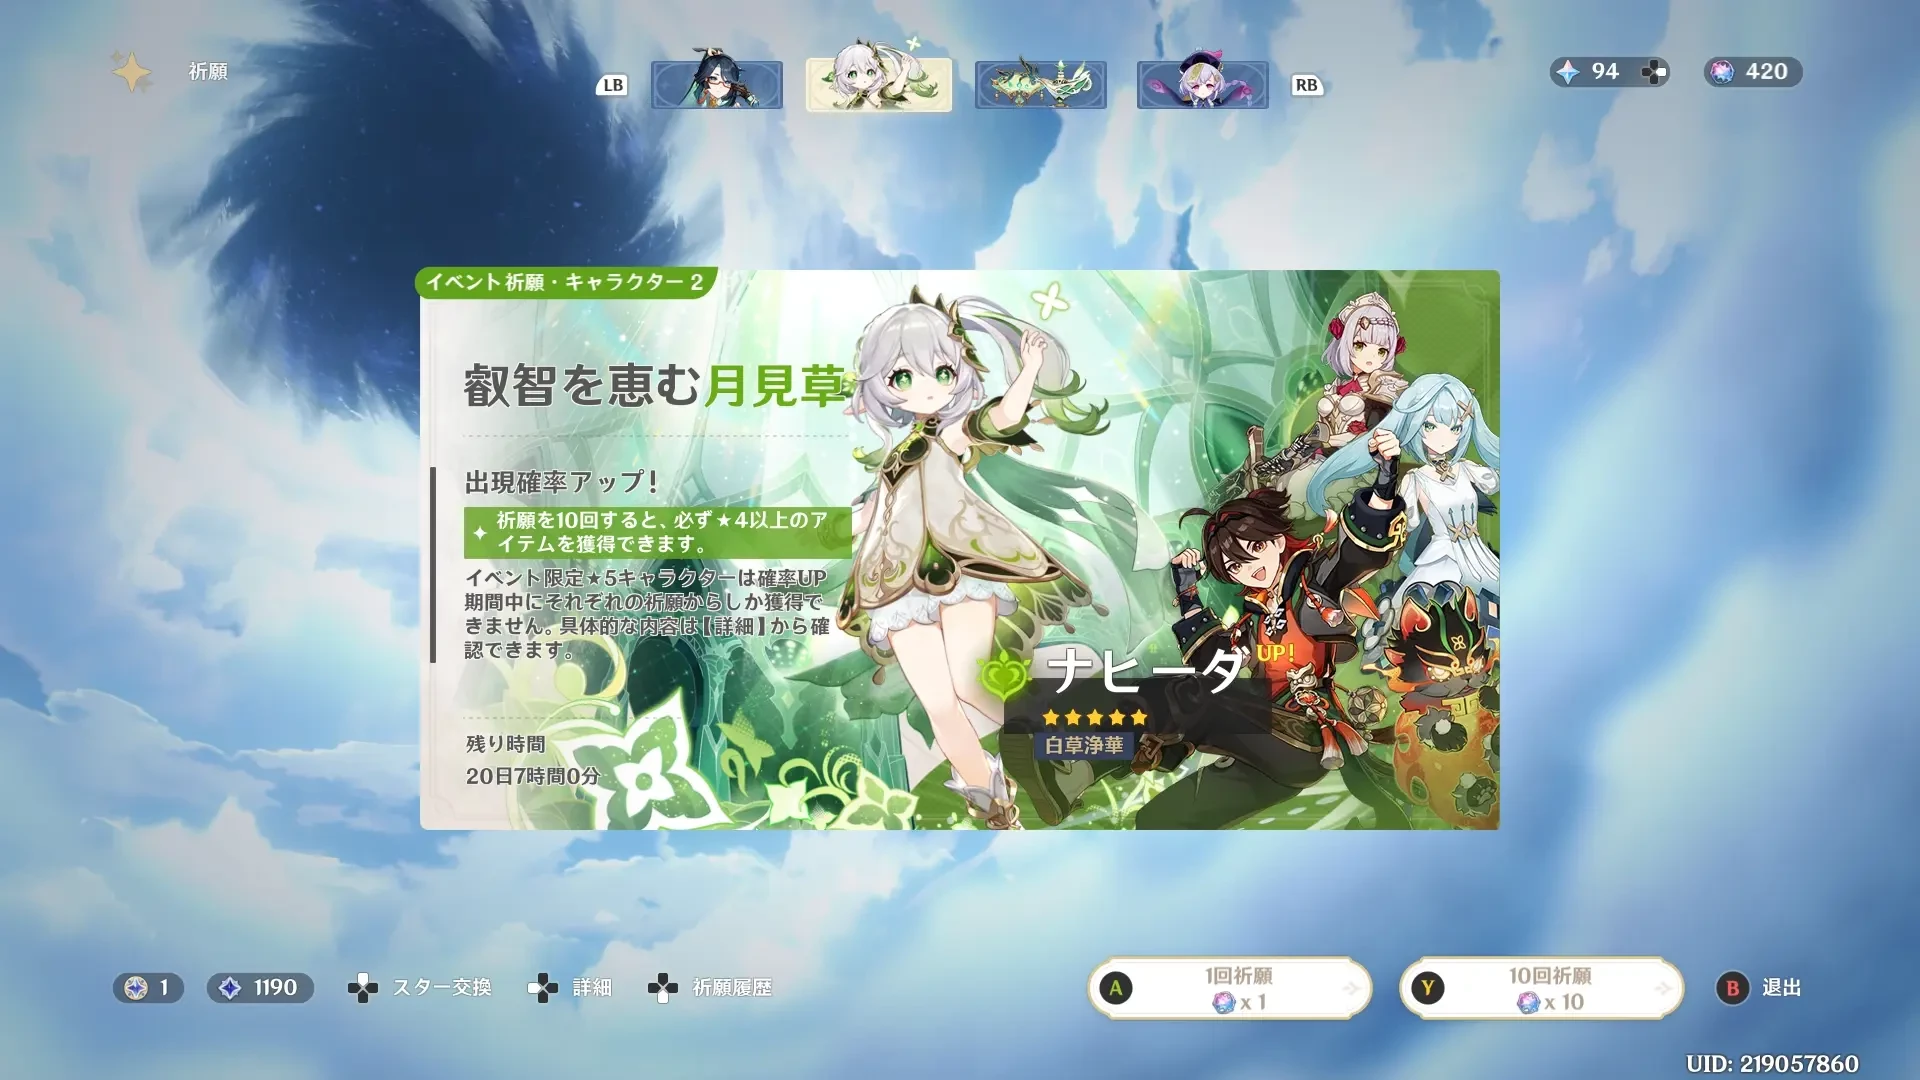 祈願
LB
RB
94
420
イベント祈願・キャラクター 2
叡智を恵む月見草
出現確率アップ！
祈願を10回すると、必ず★4以上のア
イテムを獲得できます。
イベント限定★5キャラクターは確率UP
期間中にそれぞれの祈願からしか獲得で
きません。具体的な内容は【詳細】から確
認できます。
残り時間
20日7時間0分
ナヒーダ UP!
白草浄華
1
1190
スター交換
詳細
祈願履歴
A
1回祈願
x 1
Y
10回祈願
x 10
B
退出
UID: 219057860